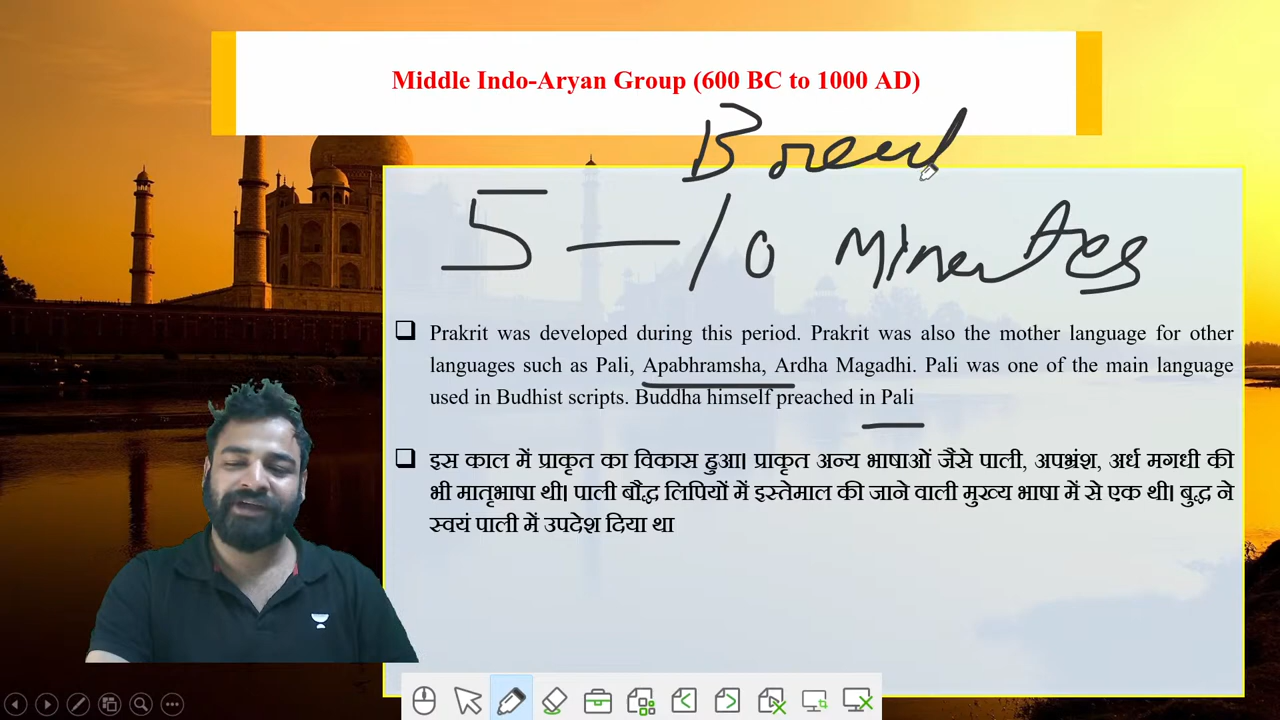 Middle Indo-Aryan Group (600 BC to 1000 AD)
5 — 10 Minutes
Prakrit was developed during this period. Prakrit was also the mother language for other
languages such as Pali, Apabhramsha, Ardha Magadhi. Pali was one of the main language
used in Budhist scripts. Buddha himself preached in Pali
इस काल में प्राकृत का विकास हुआ। प्राकृत अन्य भाषाओं जैसे पाली, अपभ्रंश, अर्ध मगधी की
भी मातृभाषा थी। पाली बौद्ध लिपियों में इस्तेमाल की जाने वाली मुख्य भाषा में से एक थी। बुद्ध ने
स्वयं पाली में उपदेश दिया था